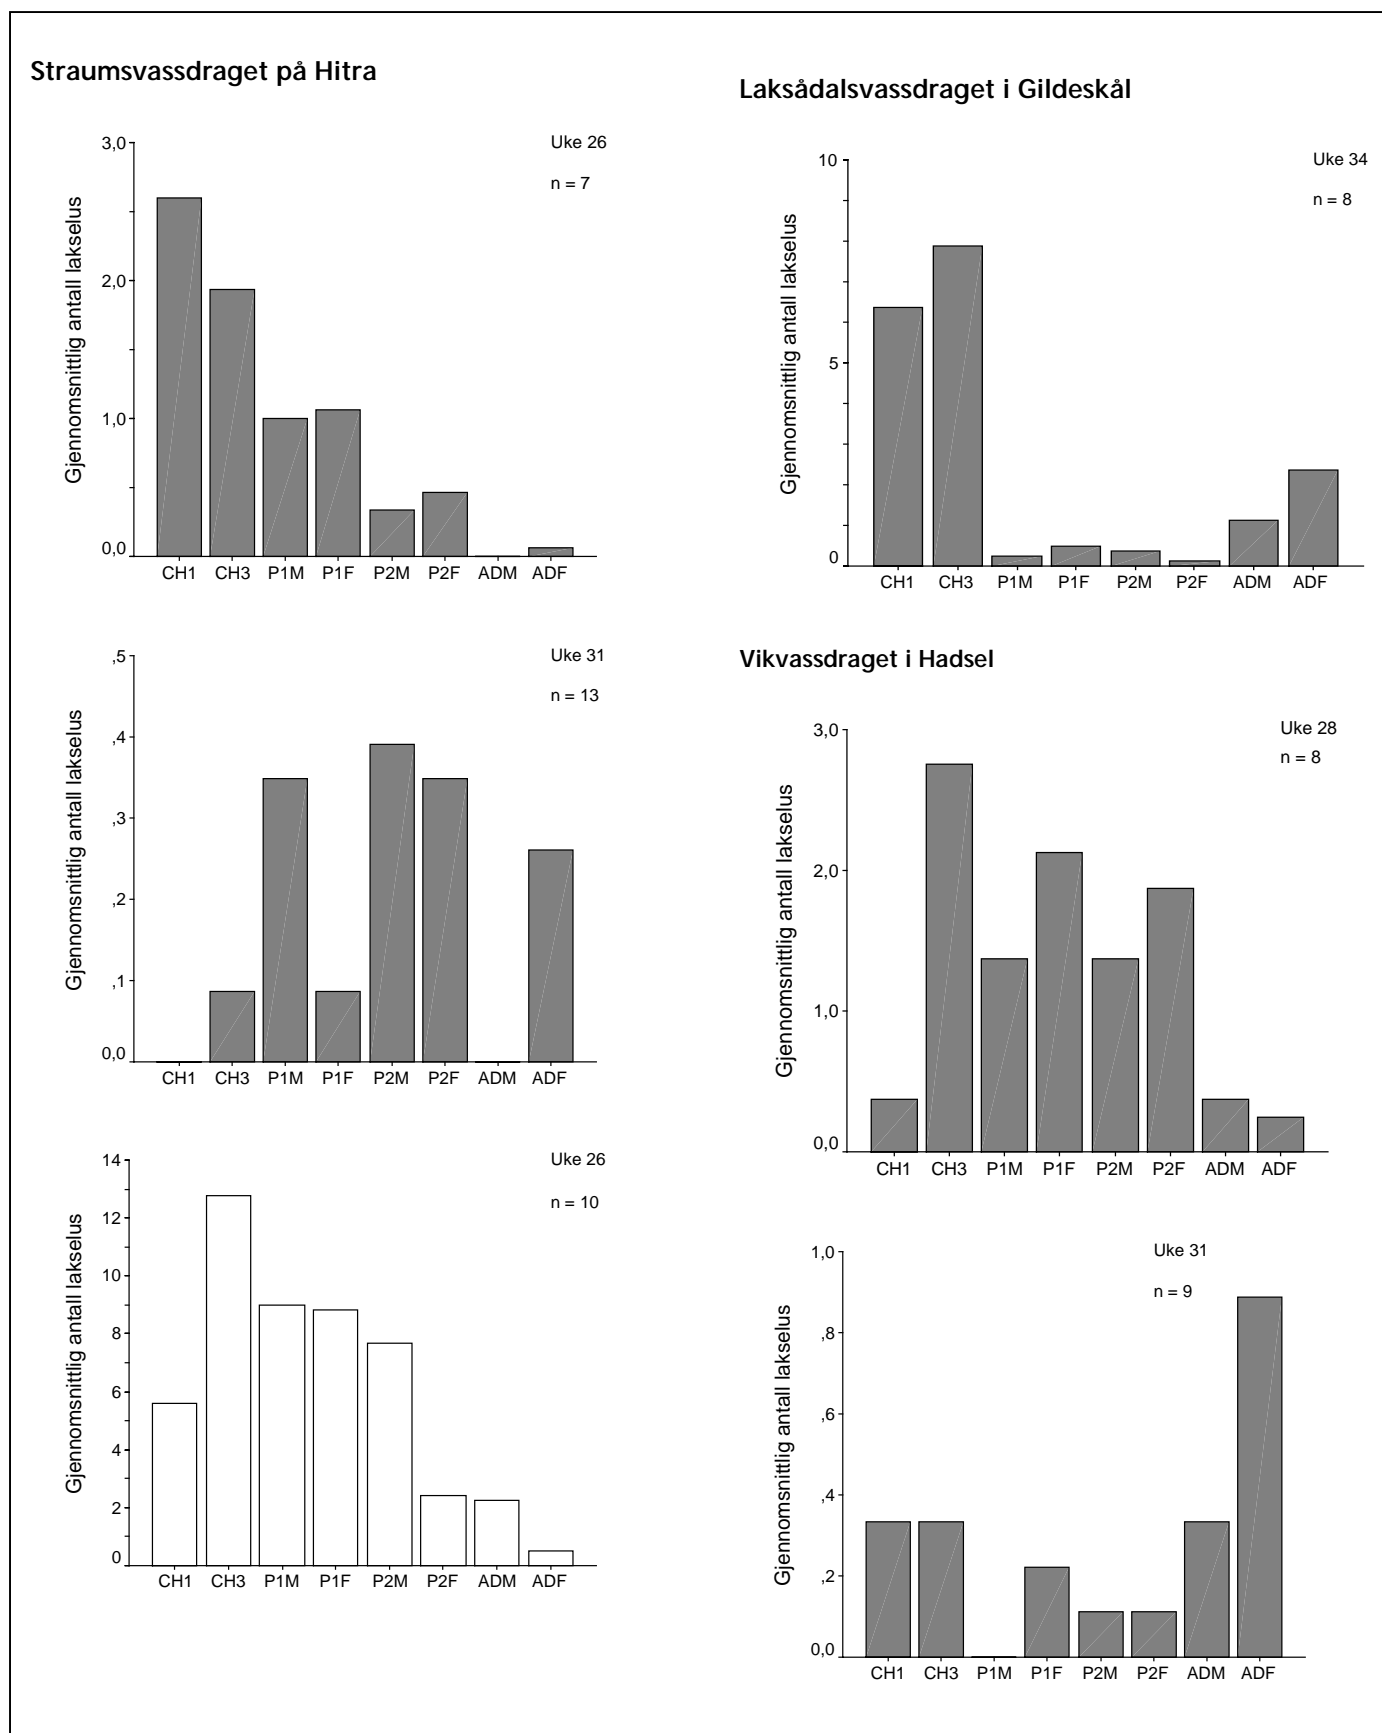 Straumsvassdraget på Hitra
Uke 26
n = 7
Gjennomsnittlig antall lakselus
3,0
2,0
1,0
0,0
CH1 CH3 P1M P1F P2M P2F ADM ADF
Uke 31
n = 13
Gjennomsnittlig antall lakselus
,5
,4
,3
,2
,1
0,0
CH1 CH3 P1M P1F P2M P2F ADM ADF
Uke 26
n = 10
Gjennomsnittlig antall lakselus
14
12
10
8
6
4
2
0
CH1 CH3 P1M P1F P2M P2F ADM ADF
Laksådalsvassdraget i Gildeskål
Uke 34
n = 8
Gjennomsnittlig antall lakselus
10
5
0
CH1 CH3 P1M P1F P2M P2F ADM ADF
Vikvassdraget i Hadsel
Uke 28
n = 8
Gjennomsnittlig antall lakselus
3,0
2,0
1,0
0,0
CH1 CH3 P1M P1F P2M P2F ADM ADF
Uke 31
n = 9
Gjennomsnittlig antall lakselus
1,0
,8
,6
,4
,2
0,0
CH1 CH3 P1M P1F P2M P2F ADM ADF